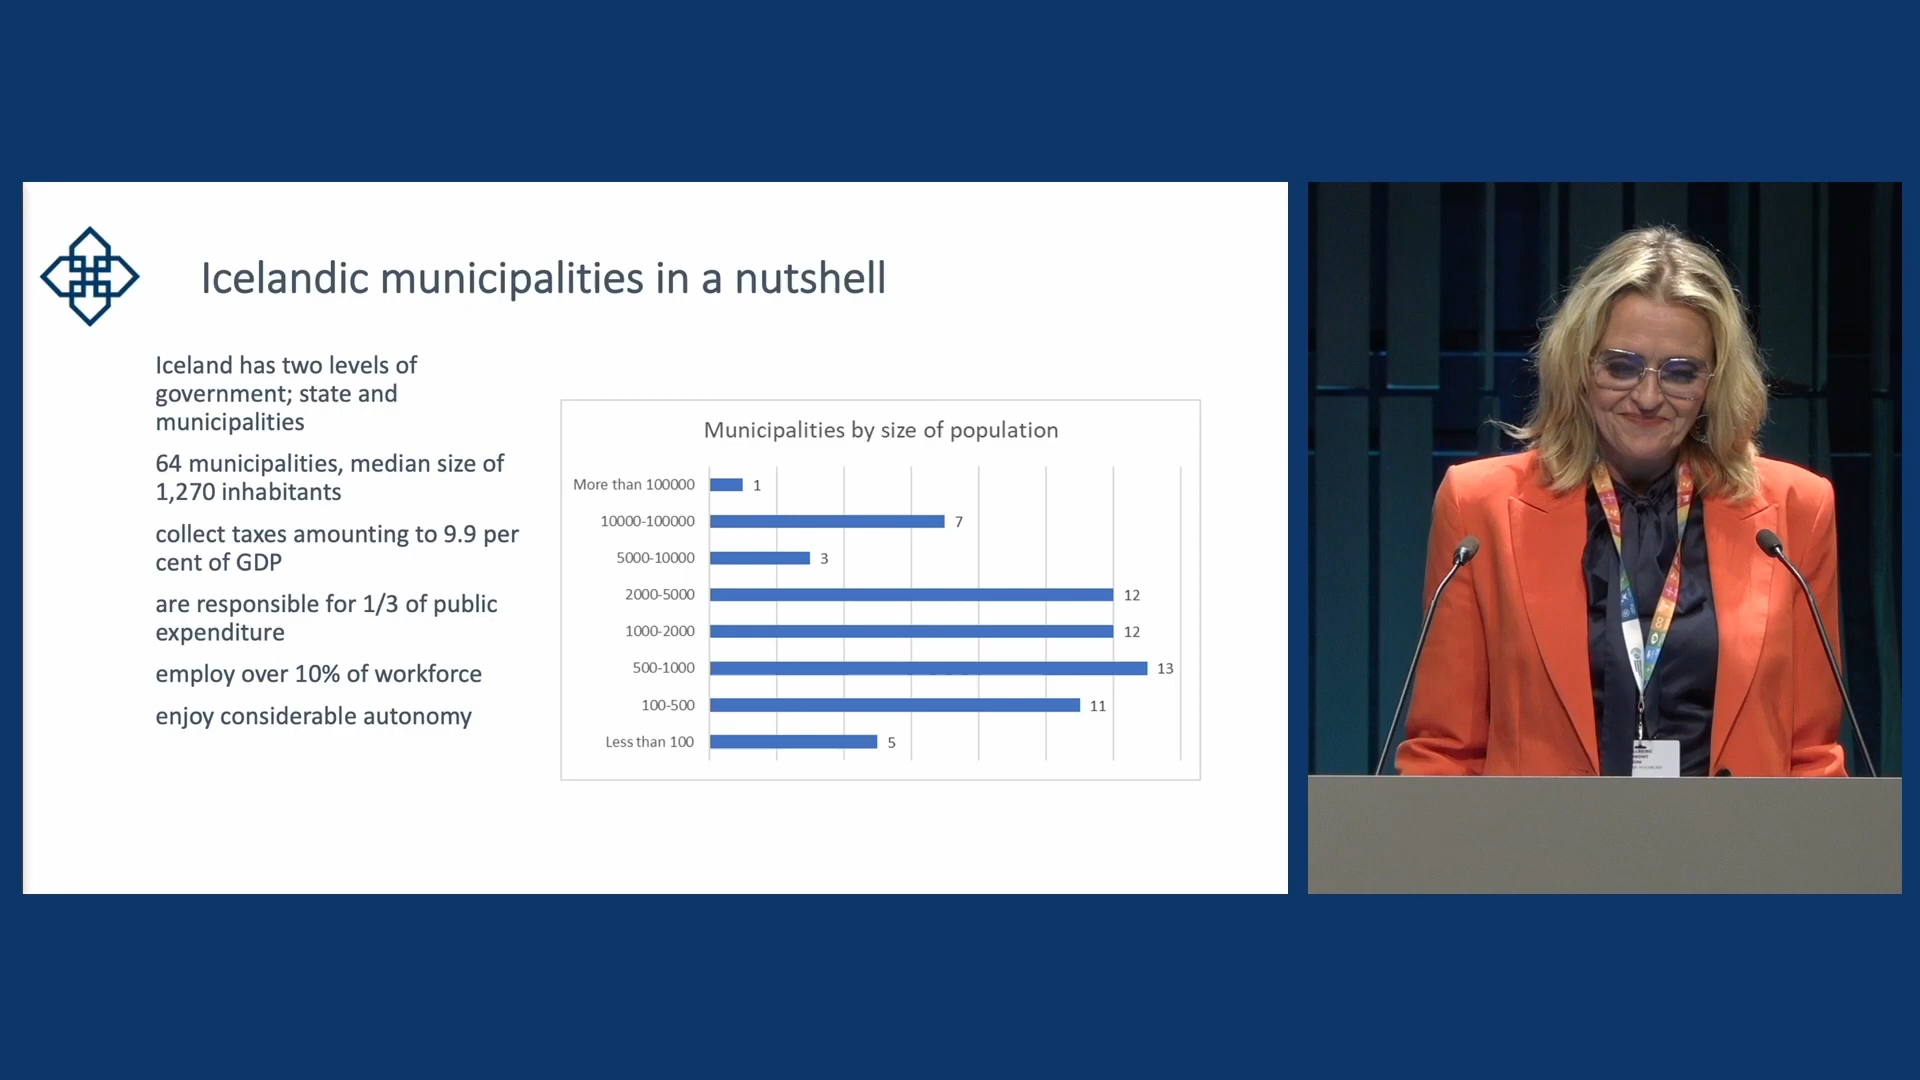 Icelandic municipalities in a nutshell
Iceland has two levels of
government; state and
municipalities
64 municipalities, median size of
1,270 inhabitants
collect taxes amounting to 9.9 per
cent of GDP
are responsible for 1/3 of public
expenditure
employ over 10% of workforce
enjoy considerable autonomy
Municipalities by size of population
More than 100000 1
10000-100000 7
5000-10000 3
2000-5000 12
1000-2000 12
500-1000 13
100-500 11
Less than 100 5